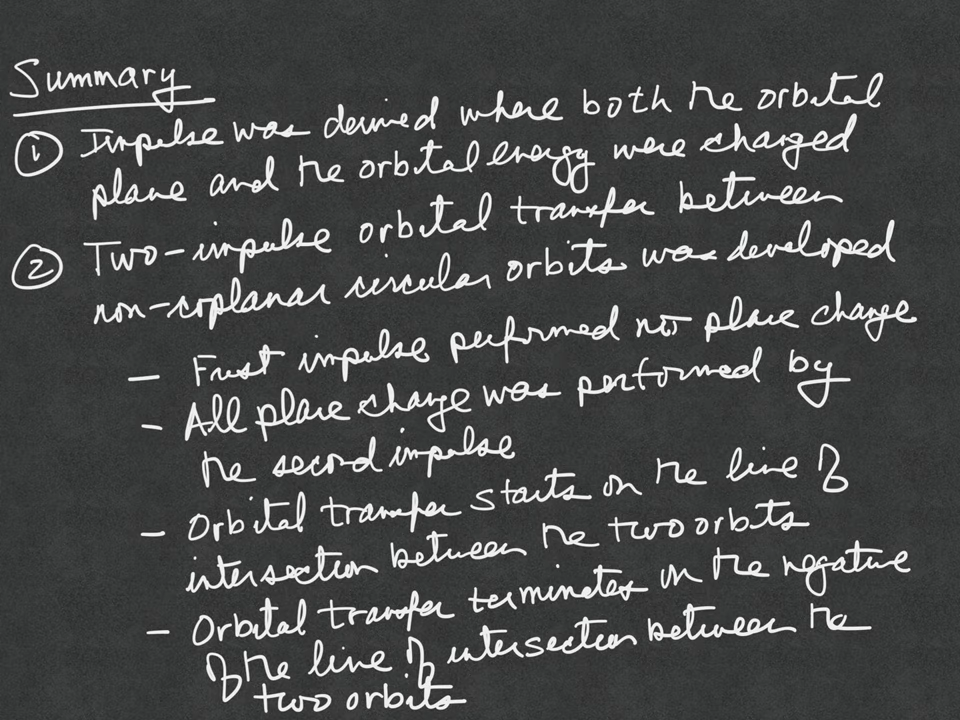 Summary
① Impulse was derived where both the orbital
plane and the orbital energy were changed
② Two-impulse orbital transfer between
non-coplanar circular orbits was developed
- First impulse performed no plane change
- All plane change was performed by
the second impulse
- Orbital transfer starts on the line of
intersection between the two orbits
- Orbital transfer terminates on the negative
of the line of intersection between the
two orbits